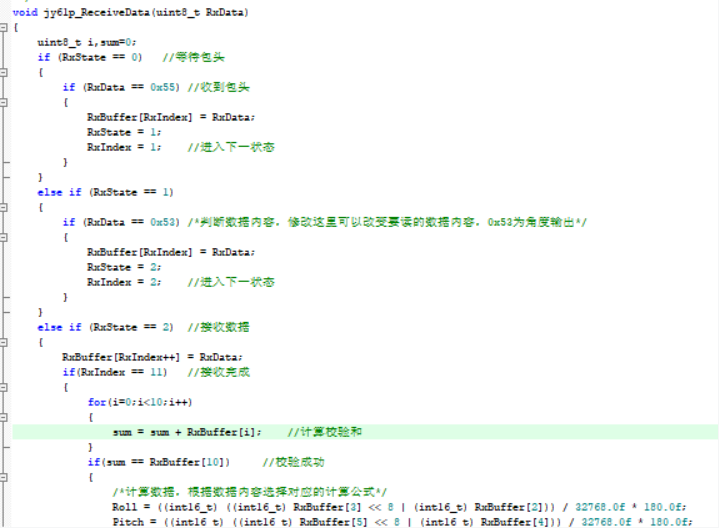 void jy61p_ReceiveData(uint8_t RxData)
{
uint8_t i,sum=0;
if (RxState == 0) //等待包头
{
if (RxData == 0x55) //收到包头
{
RxBuffer[RxIndex] = RxData;
RxState = 1;
RxIndex = 1; //进入下一状态
}
}
else if (RxState == 1)
{
if (RxData == 0x53) /*判断数据内容，修改这里可以改变要读的数据内容，0x53为角度输出*/
{
RxBuffer[RxIndex] = RxData;
RxState = 2;
RxIndex = 2; //进入下一状态
}
}
else if (RxState == 2) //接收数据
{
RxBuffer[RxIndex++] = RxData;
if(RxIndex == 11) //接收完成
{
for(i=0;i<10;i++)
{
sum = sum + RxBuffer[i]; //计算校验和
}
if(sum == RxBuffer[10]) //校验成功
{
/*计算数据，根据数据内容选择对应的计算公式*/
Roll = ((int16_t) ((int16_t) RxBuffer[3] << 8 | (int16_t) RxBuffer[2])) / 32768.0f * 180.0f;
Pitch = ((int16_t) ((int16_t) RxBuffer[5] << 8 | (int16_t) RxBuffer[4])) / 32768.0f * 180.0f;